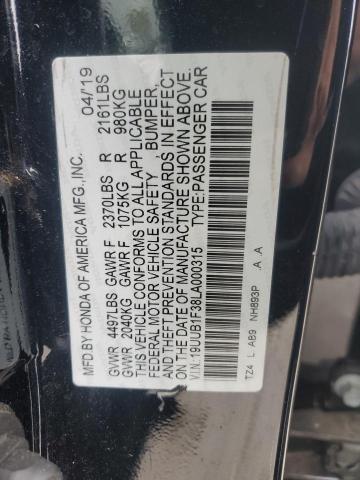 MFD.BY HONDA OF AMERICA MFG.,INC. 04/19
GVWR 4497LBS GAWR F 2370LBS R 2161LBS
GVWR 2040KG GAWR F 1075KG R 980KG
THIS VEHICLE CONFORMS TO ALL APPLICABLE
FEDERAL MOTOR VEHICLE SAFETY BUMPER,
AND THEFT PREVENTION STANDARDS IN EFFECT
ON THE DATE OF MANUFACTURE SHOWN ABOVE.
V.I.N.:19UUB1F38LA000315 TYPE:PASSENGER CAR
TZ4 L AB9 NH893P .A .A